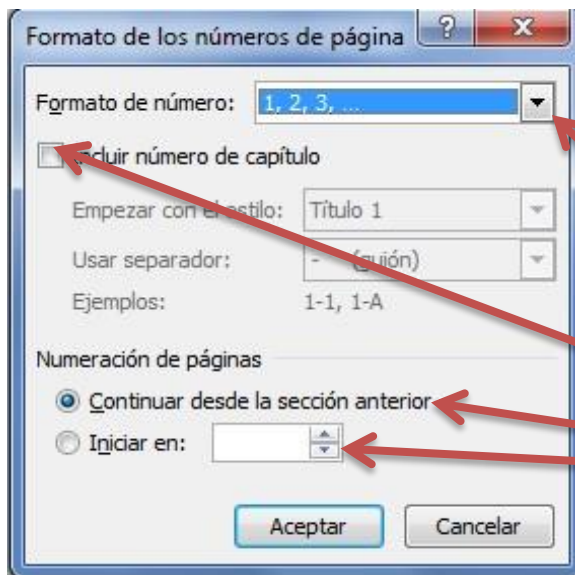 Formato de los números de página ?
Formato de número: 1, 2, 3, ...
Incluir número de capítulo
Empezar con el estilo: Título 1
Usar separador: - (guión)
Ejemplos: 1-1, 1-A
Numeración de páginas
Continuar desde la sección anterior
Iniciar en:
Aceptar Cancelar